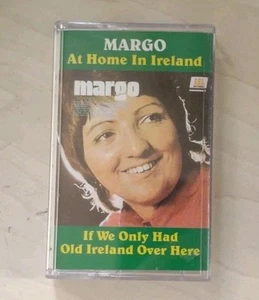 MARGO
At Home In Ireland
margo
If We Only Had
Old Ireland Over Here